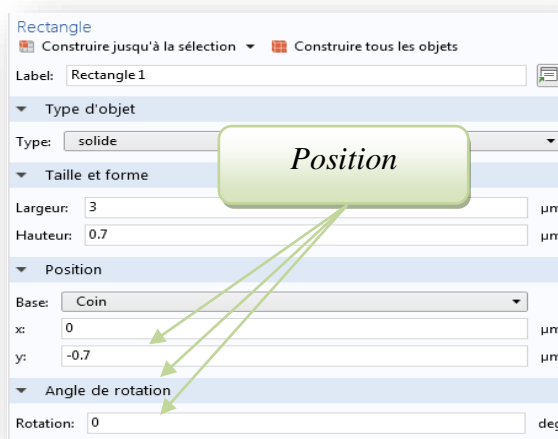 Rectangle
Construire jusqu'à la sélection Construire tous les objets
Label: Rectangle 1
Type d'objet
Type: solide
Position
Taille et forme
Largeur: 3 µm
Hauteur: 0.7 µm
Position
Base: Coin
x: 0 µm
y: -0.7 µm
Angle de rotation
Rotation: 0 deg